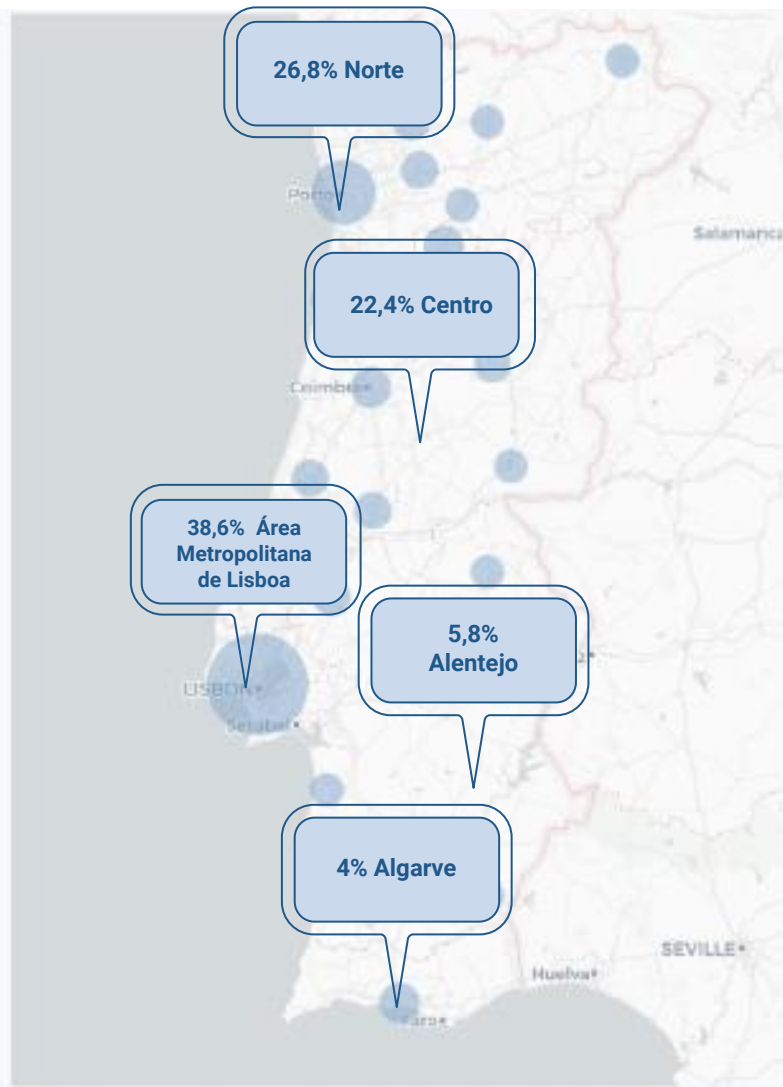 26,8% Norte
Porto
Salamanca
22,4% Centro
Coimbra
38,6% Área
Metropolitana
de Lisboa
5,8%
Alentejo
LISBON
Setúbal
4% Algarve
SEVILLE
Huelva
Faro